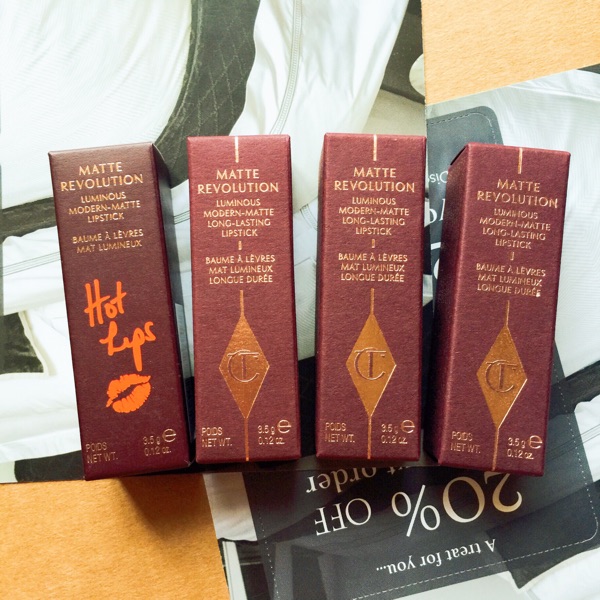 MATTE
REVOLUTION
LUMINOUS
MODERN-MATTE
LIPSTICK
BAUME À LÈVRES
MAT LUMINEUX
Hot
Lips
POIDS
NET WT.
3.5 g ℮
0.12 oz.
MATTE
REVOLUTION
LUMINOUS
MODERN-MATTE
LONG-LASTING
LIPSTICK
BAUME À LÈVRES
MAT LUMINEUX
LONGUE DURÉE
CT
POIDS
NET WT.
3.5 g ℮
0.12 oz.
MATTE
REVOLUTION
LUMINOUS
MODERN-MATTE
LONG-LASTING
LIPSTICK
BAUME À LÈVRES
MAT LUMINEUX
LONGUE DURÉE
CT
POIDS
NET WT.
3.5 g ℮
0.12 oz.
MATTE
REVOLUTION
LUMINOUS
MODERN-MATTE
LONG-LASTING
LIPSTICK
BAUME À LÈVRES
MAT LUMINEUX
LONGUE DURÉE
CT
POIDS
NET WT.
3.5 g ℮
0.12 oz.
A treat for you...
20% OFF
order